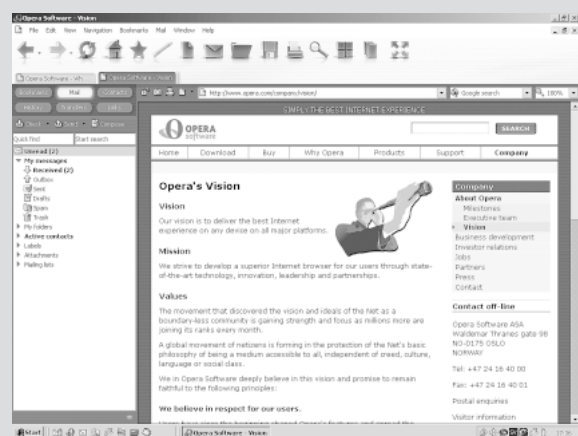 Opera Software - Vision
File Edit View Navigation Bookmarks Mail Window Help
Opera Software - Wh...
Opera Software - Vision
Bookmarks Mail Contacts
History Transfers Links
http://www.opera.com/company/vision/
Google search
100%
Check Send Compose
SIMPLY THE BEST INTERNET EXPERIENCE
Quick find
Start search
OPERA
software
SEARCH
Unread (2)
My messages
Received (2)
Outbox
Sent
Drafts
Spam
Trash
My folders
Active contacts
Labels
Attachments
Mailing lists
Home Download Buy Why Opera Products Support Company
Opera's Vision
Vision
Our vision is to deliver the best Internet
experience on any device on all major platforms.
Mission
We strive to develop a superior Internet browser for our users through state-
of-the-art technology, innovation, leadership and partnerships.
Values
The movement that discovered the vision and ideals of the Net as a
boundary-less community is gaining strength and focus as millions more are
joining its ranks every month.
A global movement of netizens is forming in the protection of the Net's basic
philosophy of being a medium accessible to all, independent of creed, culture,
language or social class.
We in Opera Software deeply believe in this vision and promise to remain
faithful to the following principles:
We believe in respect for our users.
Company
About Opera
Milestones
Executive team
Vision
Business development
Investor relations
Jobs
Partners
Press
Contact
Contact off-line
Opera Software ASA
Waldemar Thranes gate 98
NO-0175 OSLO
NORWAY
Tel: +47 24 16 40 00
Fax: +47 24 16 40 01
Postal enquiries
Visitor information
Start
Opera Software - Vision